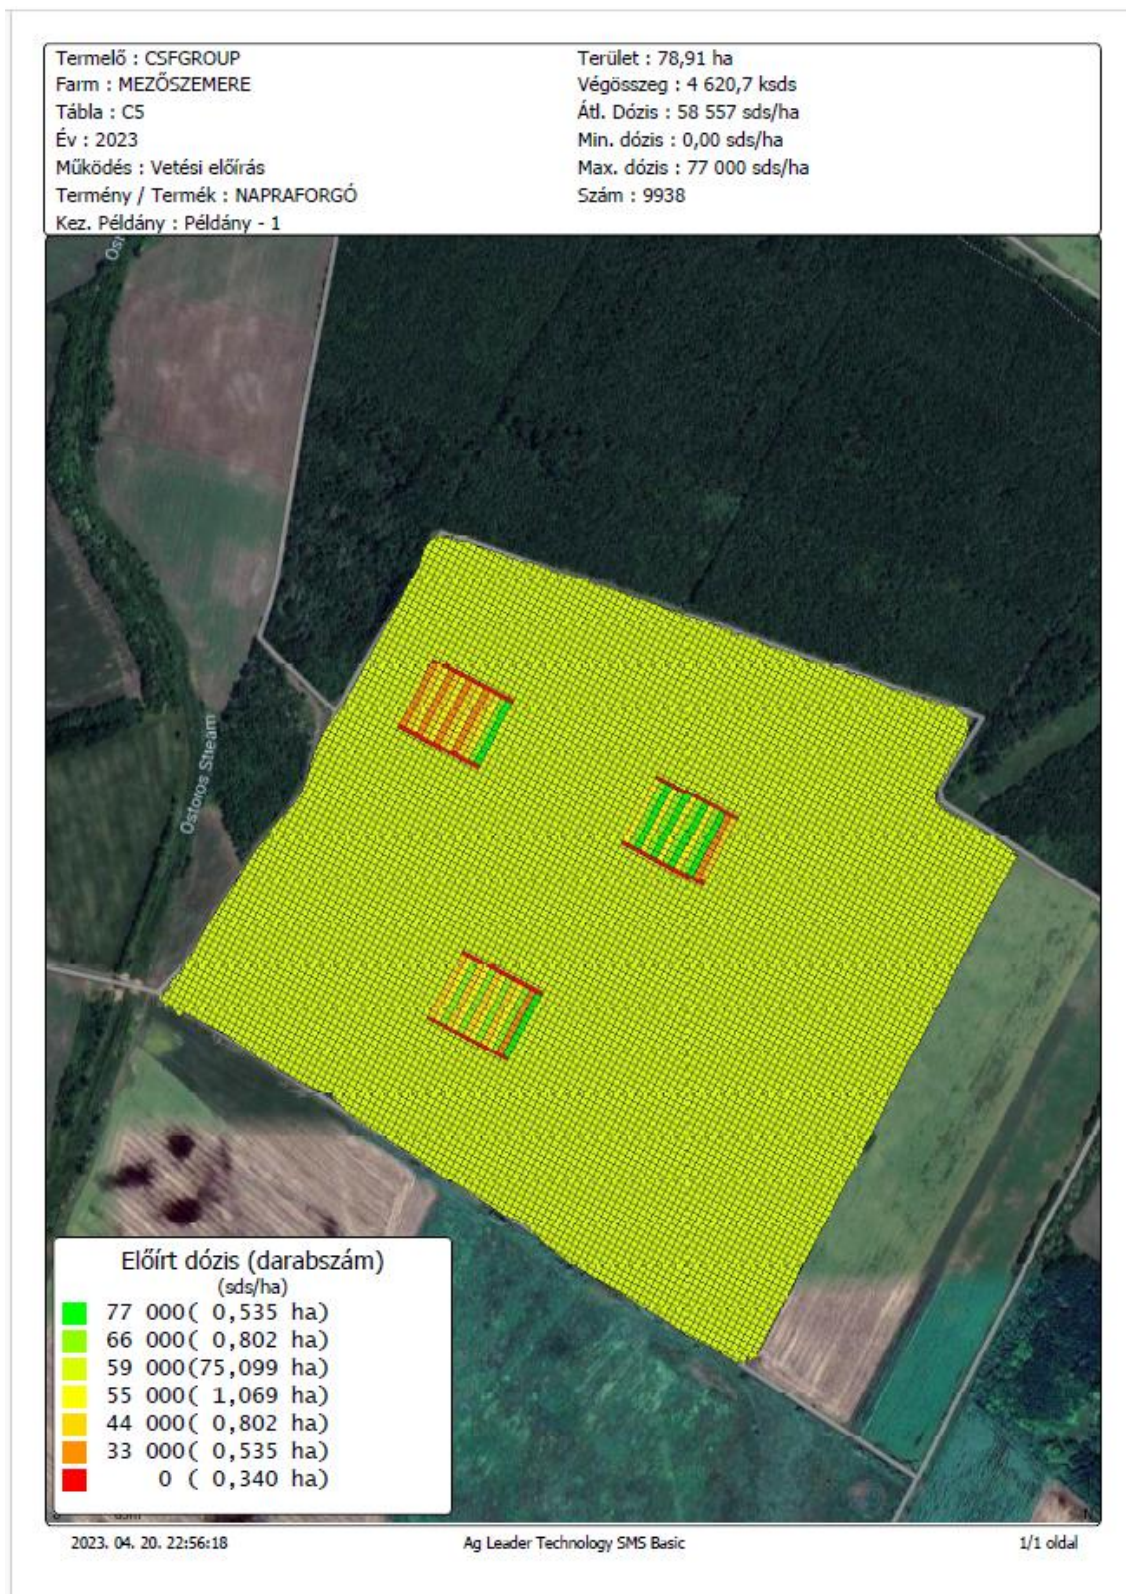 Termelő : CSFGROUP
Farm : MEZŐSZEMERE
Tábla : C5
Év : 2023
Működés : Vetési előírás
Termény / Termék : NAPRAFORGÓ
Kez. Példány : Példány - 1
Terület : 78,91 ha
Végösszeg : 4 620,7 ksds
Átl. Dózis : 58 557 sds/ha
Min. dózis : 0,00 sds/ha
Max. dózis : 77 000 sds/ha
Szám : 9938
Ostoros Stream
Előírt dózis (darabszám)
(sds/ha)
77 000( 0,535 ha)
66 000( 0,802 ha)
59 000(75,099 ha)
55 000( 1,069 ha)
44 000( 0,802 ha)
33 000( 0,535 ha)
0 ( 0,340 ha)
2023. 04. 20. 22:56:18
Ag Leader Technology SMS Basic
1/1 oldal